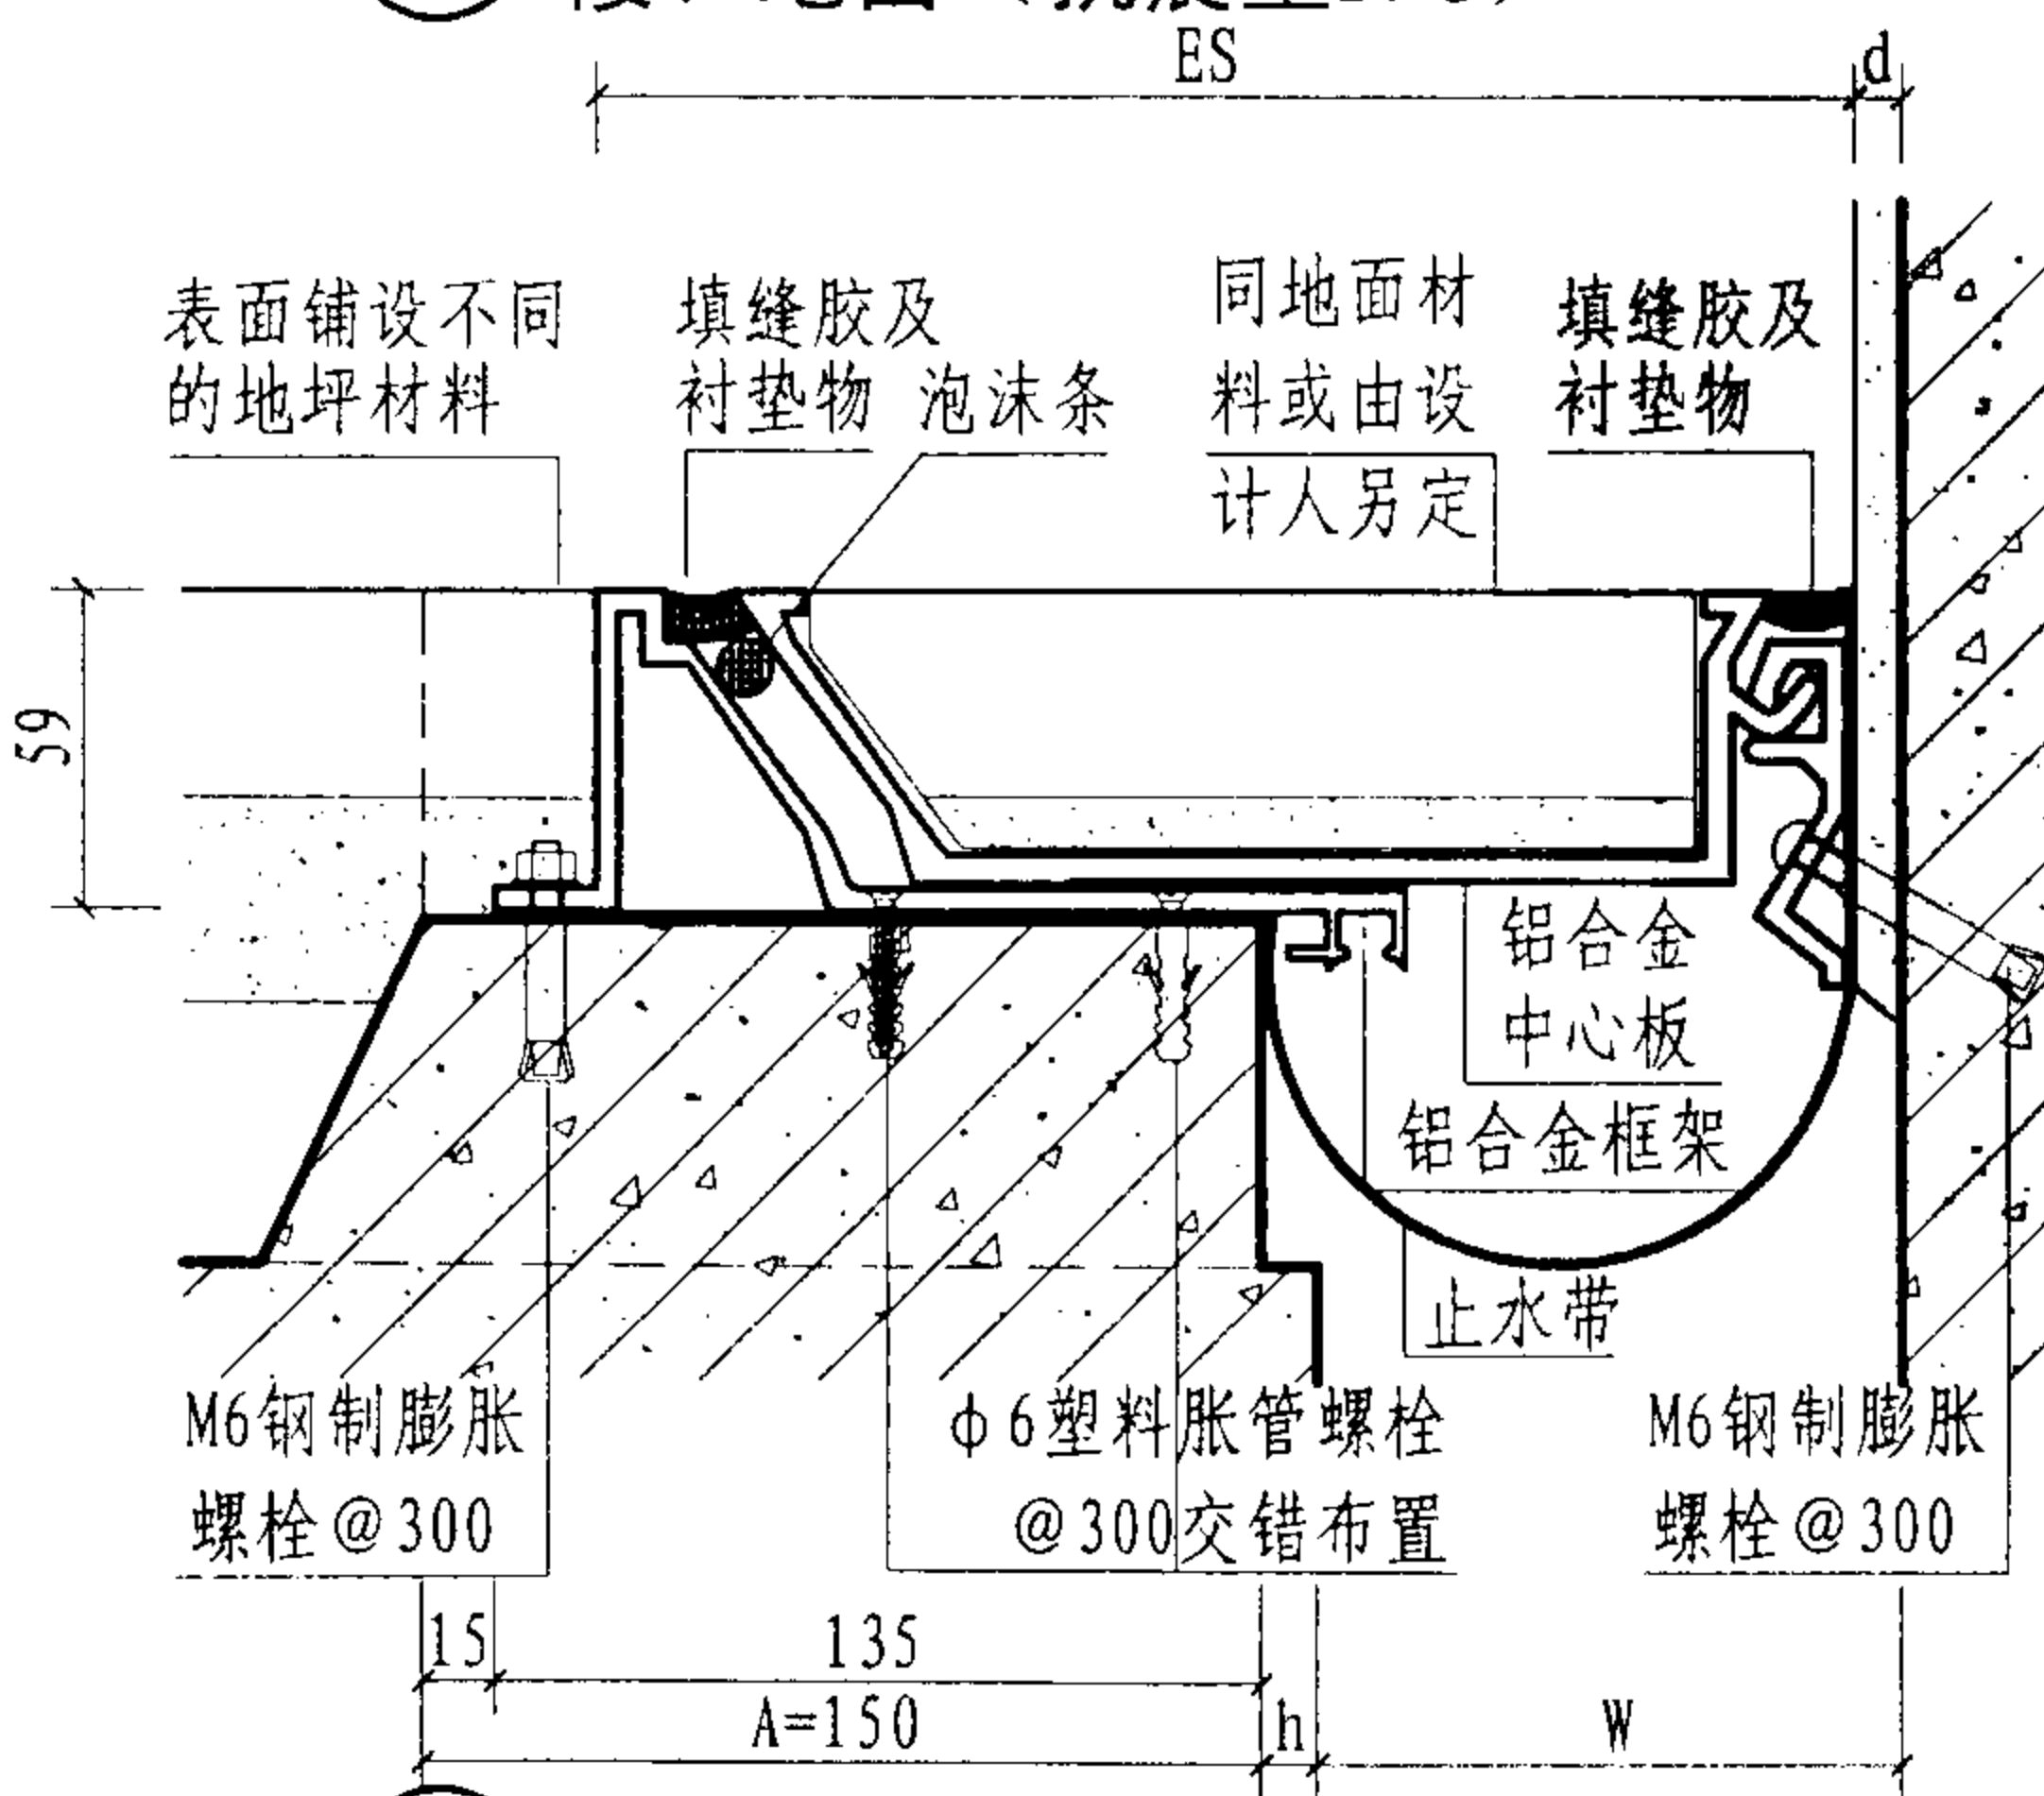 ES
d
表面铺设不同
的地坪材料
填缝胶及
衬垫物
泡沫条
同地面材
料或由设
计人另定
填缝胶及
衬垫物
59
铝合金
中心板
铝合金框架
止水带
M6钢制膨胀
螺栓@300
φ6塑料胀管螺栓
@300交错布置
M6钢制膨胀
螺栓@300
15
135
A=150
h
W